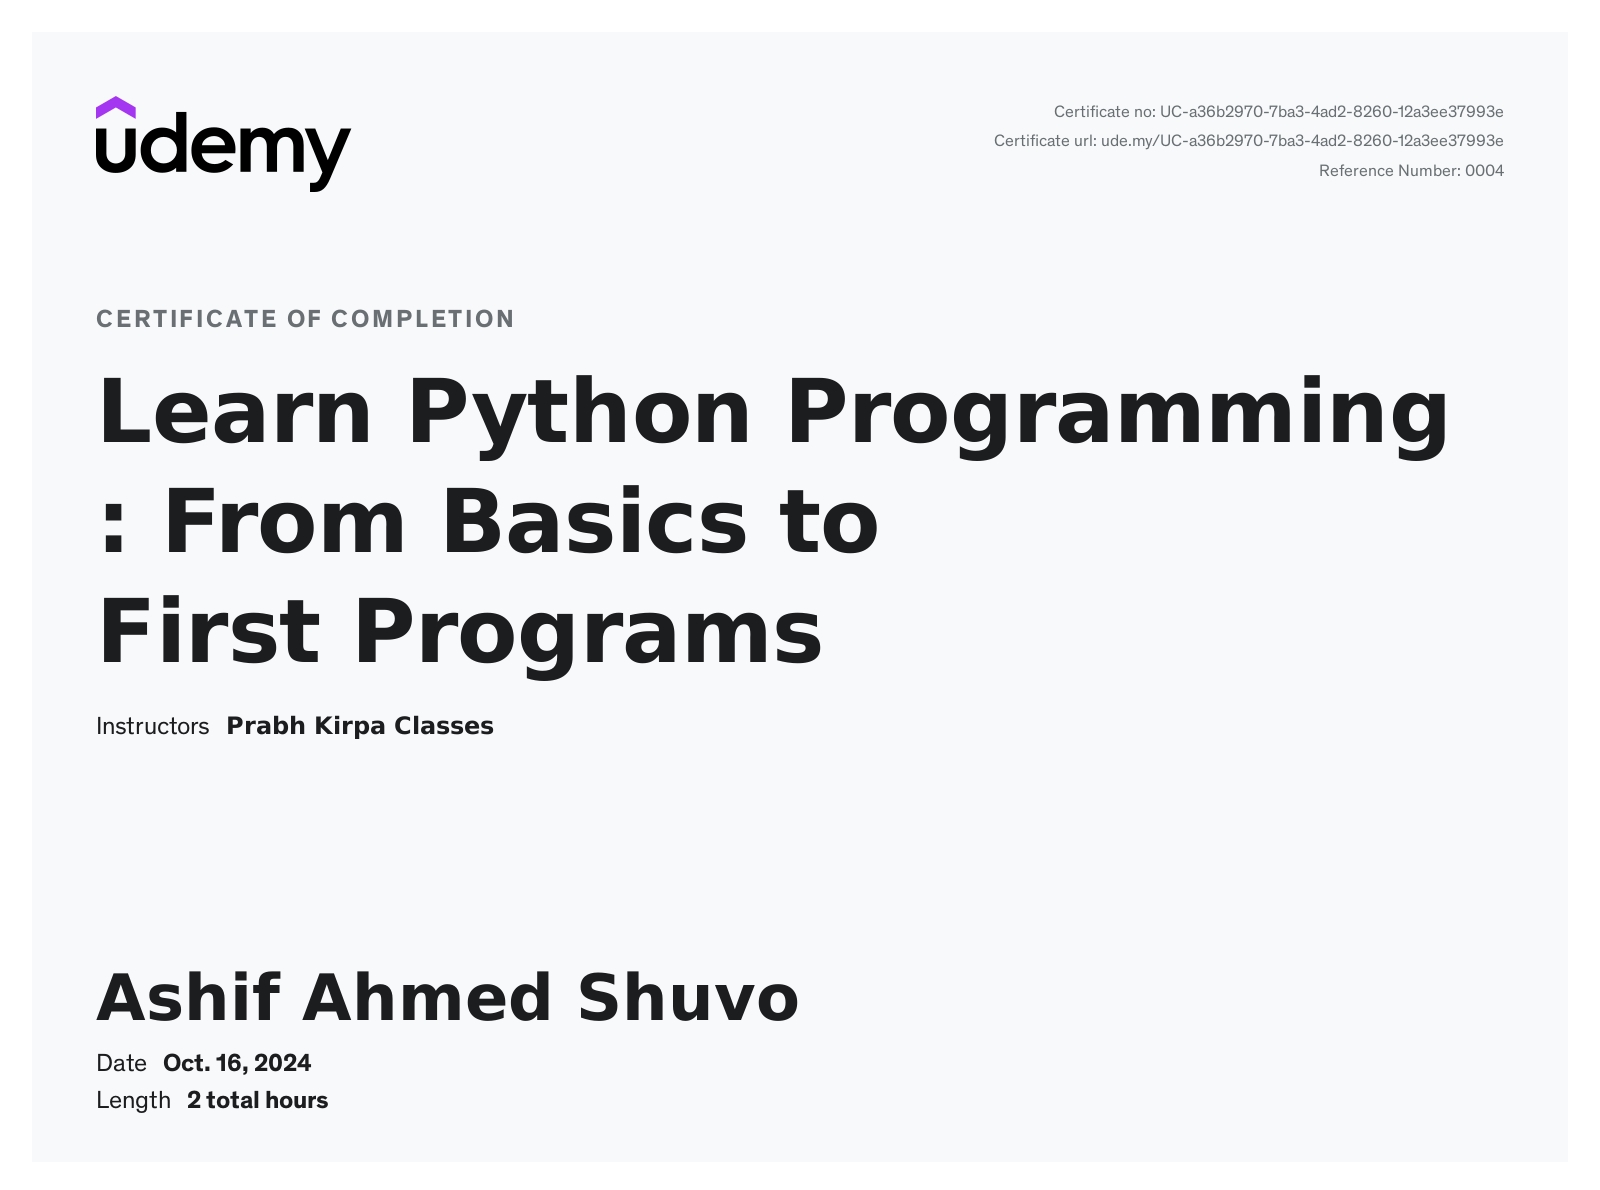 udemy
Certificate no: UC-a36b2970-7ba3-4ad2-8260-12a3ee37993e
Certificate url: ude.my/UC-a36b2970-7ba3-4ad2-8260-12a3ee37993e
Reference Number: 0004
CERTIFICATE OF COMPLETION
Learn Python Programming
: From Basics to
First Programs
Instructors Prabh Kirpa Classes
Ashif Ahmed Shuvo
Date Oct. 16, 2024
Length 2 total hours